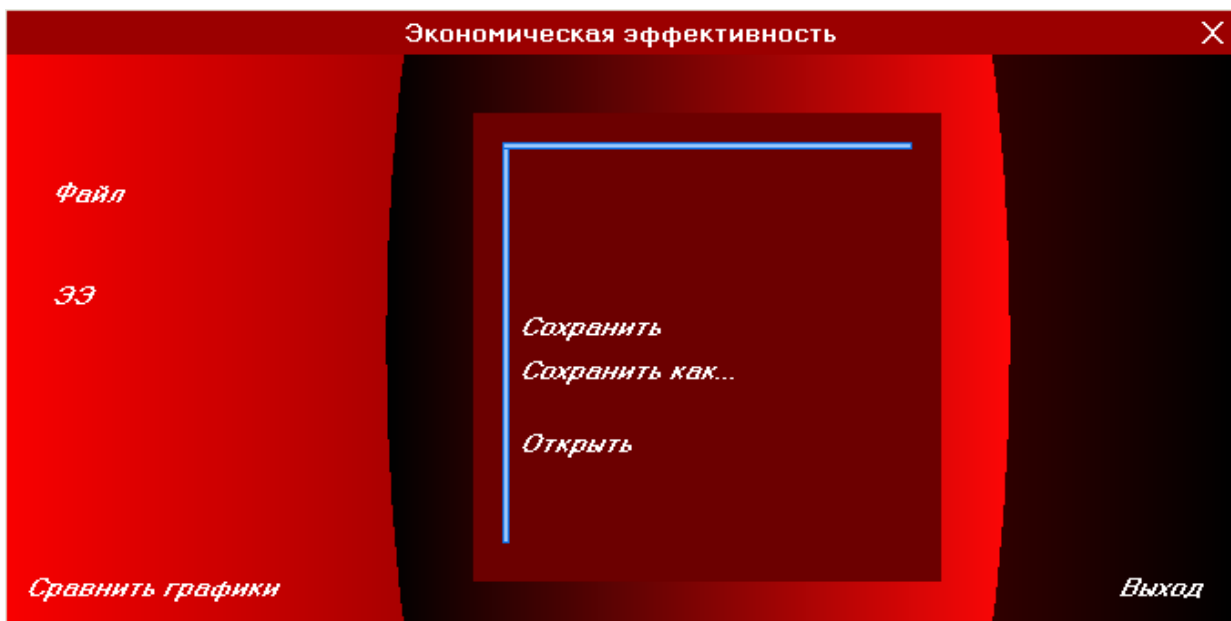 Экономическая эффективность
Файл
ЭЭ
Сохранить
Сохранить как...
Открыть
Сравнить графики
Выход